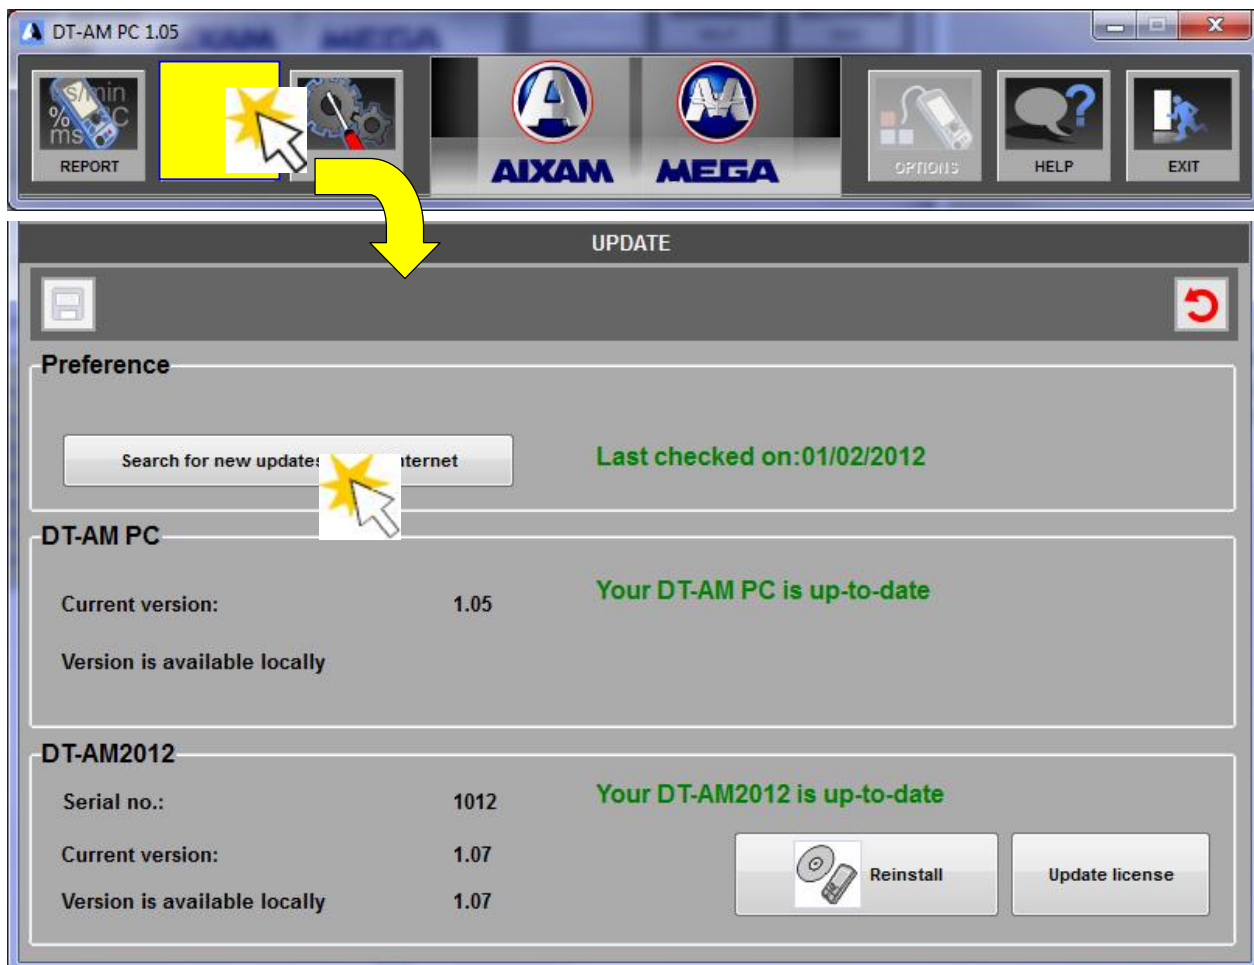 DT-AM PC 1.05
s/min
%
°C
ms
REPORT
AIXAM
MEGA
OPTIONS
HELP
EXIT
UPDATE
Preference
Search for new updates
Last checked on:01/02/2012
DT-AM PC
Current version: 1.05
Your DT-AM PC is up-to-date
Version is available locally
DT-AM2012
Serial no.: 1012
Your DT-AM2012 is up-to-date
Current version: 1.07
Reinstall
Update license
Version is available locally 1.07